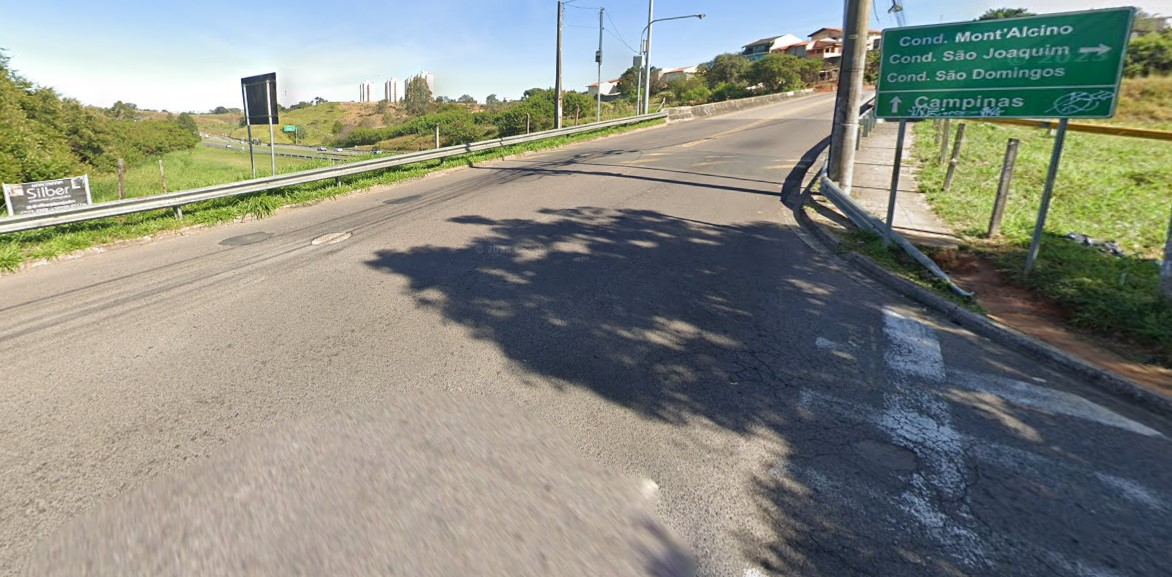 Cond. Mont'Alcino
Cond. São Joaquim
Cond. São Domingos
Campinas
Silber